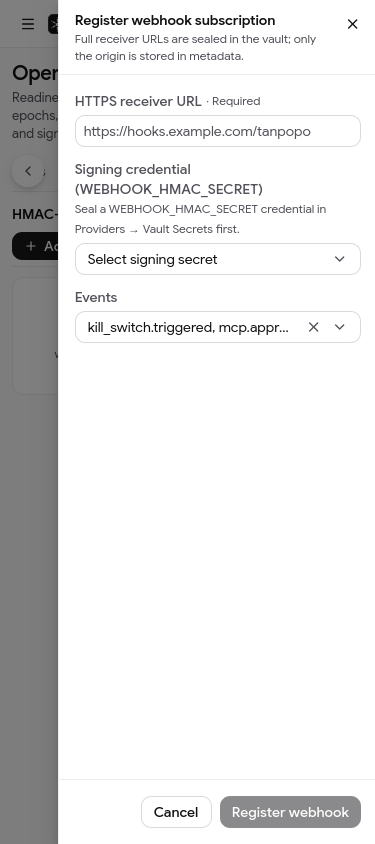 Register webhook subscription
Full receiver URLs are sealed in the vault; only
the origin is stored in metadata.
Oper
Readine
epochs,
and sign
HMAC-
HTTPS receiver URL · Required
https://hooks.example.com/tanpopo
Signing credential
(WEBHOOK_HMAC_SECRET)
Seal a WEBHOOK_HMAC_SECRET credential in
Providers → Vault Secrets first.
Select signing secret
Events
kill_switch.triggered, mcp.appr...
Cancel
Register webhook